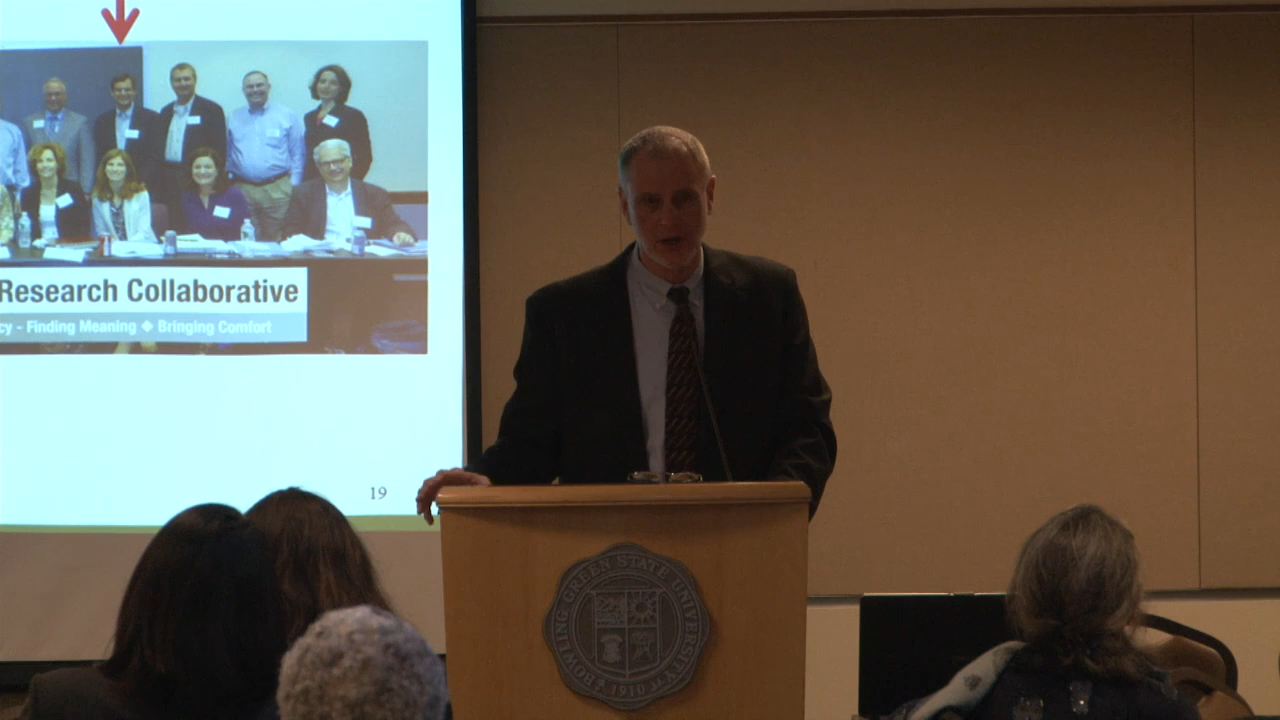 Research Collaborative
cy - Finding Meaning ◆ Bringing Comfort
19
BOWLING GREEN STATE UNIVERSITY
1910